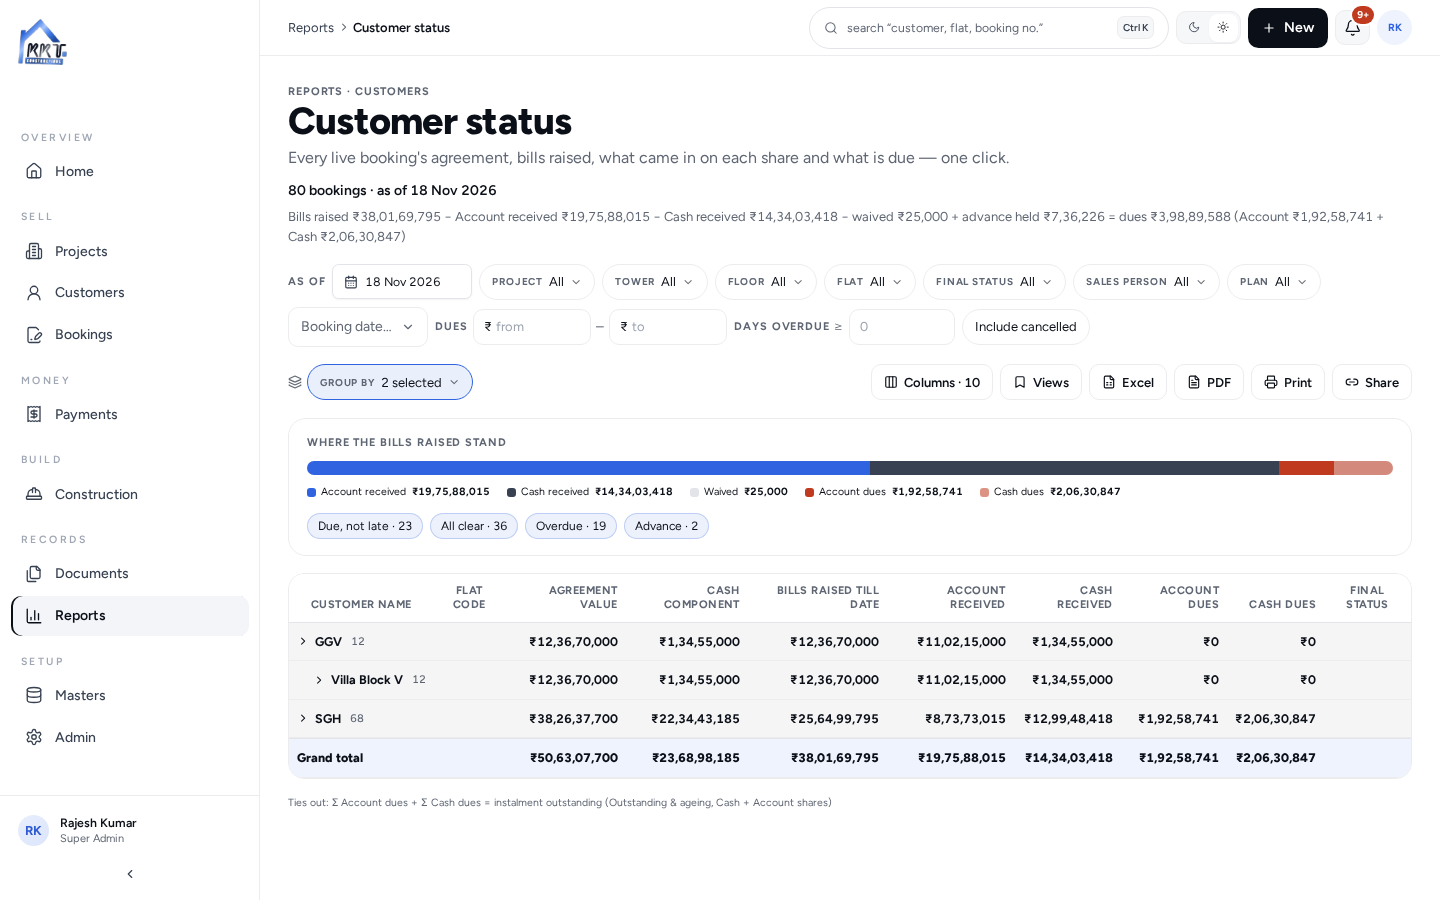 RKT
CONSTRUCTIONS
OVERVIEW
Home
SELL
Projects
Customers
Bookings
MONEY
Payments
BUILD
Construction
RECORDS
Documents
Reports
SETUP
Masters
Admin
RK
Rajesh Kumar
Super Admin
Reports > Customer status
search “customer, flat, booking no.”
Ctrl K
New
9+
RK
REPORTS · CUSTOMERS
Customer status
Every live booking's agreement, bills raised, what came in on each share and what is due — one click.
80 bookings · as of 18 Nov 2026
Bills raised ₹38,01,69,795 − Account received ₹19,75,88,015 − Cash received ₹14,34,03,418 − waived ₹25,000 + advance held ₹7,36,226 = dues ₹3,98,89,588 (Account ₹1,92,58,741 +
Cash ₹2,06,30,847)
AS OF 18 Nov 2026 PROJECT All TOWER All FLOOR All FLAT All FINAL STATUS All SALES PERSON All PLAN All
Booking date... DUES ₹ from – ₹ to DAYS OVERDUE ≥ 0 Include cancelled
GROUP BY 2 selected
Columns · 10 Views Excel PDF Print Share
WHERE THE BILLS RAISED STAND
Account received ₹19,75,88,015 Cash received ₹14,34,03,418 Waived ₹25,000 Account dues ₹1,92,58,741 Cash dues ₹2,06,30,847
Due, not late · 23 All clear · 36 Overdue · 19 Advance · 2
CUSTOMER NAME FLAT CODE AGREEMENT VALUE CASH COMPONENT BILLS RAISED TILL DATE ACCOUNT RECEIVED CASH RECEIVED ACCOUNT DUES CASH DUES FINAL STATUS
GGV 12 ₹12,36,70,000 ₹1,34,55,000 ₹12,36,70,000 ₹11,02,15,000 ₹1,34,55,000 ₹0 ₹0
Villa Block V 12 ₹12,36,70,000 ₹1,34,55,000 ₹12,36,70,000 ₹11,02,15,000 ₹1,34,55,000 ₹0 ₹0
SGH 68 ₹38,26,37,700 ₹22,34,43,185 ₹25,64,99,795 ₹8,73,73,015 ₹12,99,48,418 ₹1,92,58,741 ₹2,06,30,847
Grand total ₹50,63,07,700 ₹23,68,98,185 ₹38,01,69,795 ₹19,75,88,015 ₹14,34,03,418 ₹1,92,58,741 ₹2,06,30,847
Ties out: Σ Account dues + Σ Cash dues = instalment outstanding (Outstanding & ageing, Cash + Account shares)